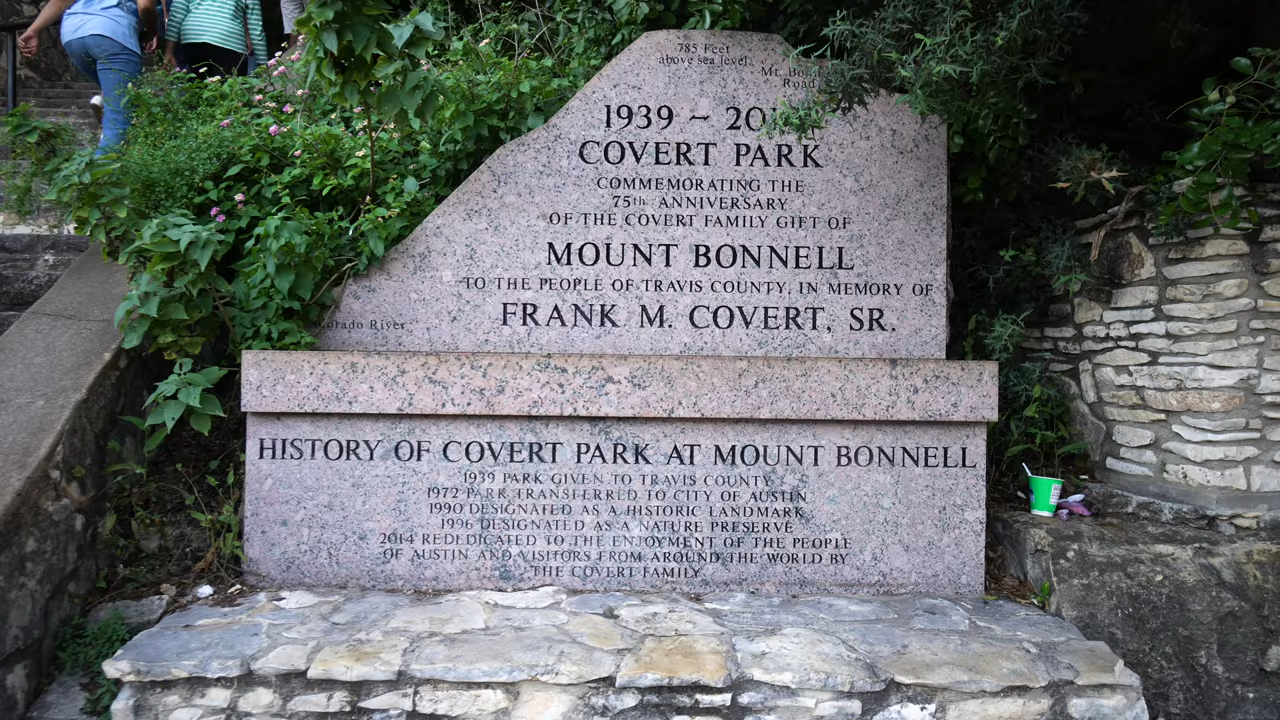 785 Feet
above sea level
Mt. Bo
Road
1939 – 20
COVERT PARK
COMMEMORATING THE
75th ANNIVERSARY
OF THE COVERT FAMILY GIFT OF
MOUNT BONNELL
TO THE PEOPLE OF TRAVIS COUNTY, IN MEMORY OF
FRANK M. COVERT, SR.
orado River
HISTORY OF COVERT PARK AT MOUNT BONNELL
1939 PARK GIVEN TO TRAVIS COUNTY
1972 PARK TRANSFERRED TO CITY OF AUSTIN
1990 DESIGNATED AS A HISTORIC LANDMARK
1996 DESIGNATED AS A NATURE PRESERVE
2014 REDEDICATED TO THE ENJOYMENT OF THE PEOPLE
OF AUSTIN AND VISITORS FROM AROUND THE WORLD BY
THE COVERT FAMILY